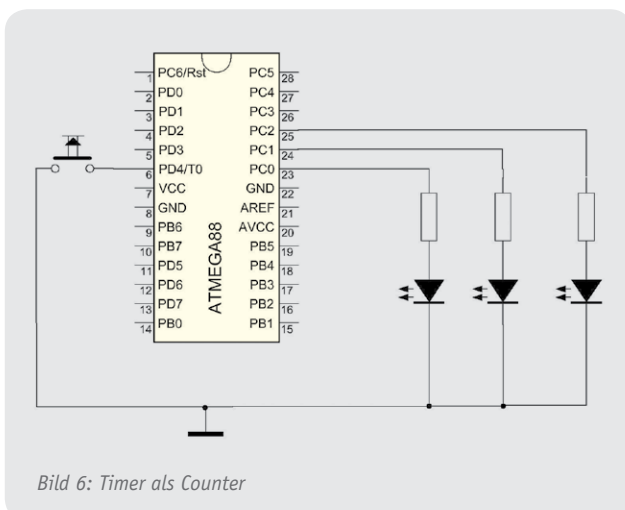 1 PC6/Rst PC5 28
2 PD0 PC4 27
3 PD1 PC3 26
4 PD2 PC2 25
5 PD3 PC1 24
6 PD4/T0 PC0 23
7 VCC GND 22
8 GND AREF 21
9 PB6 AVCC 20
10 PB7 PB5 19
11 PD5 PB4 18
12 PD6 PB3 17
13 PD7 PB2 16
14 PB0 PB1 15
ATMEGA88
Bild 6: Timer als Counter